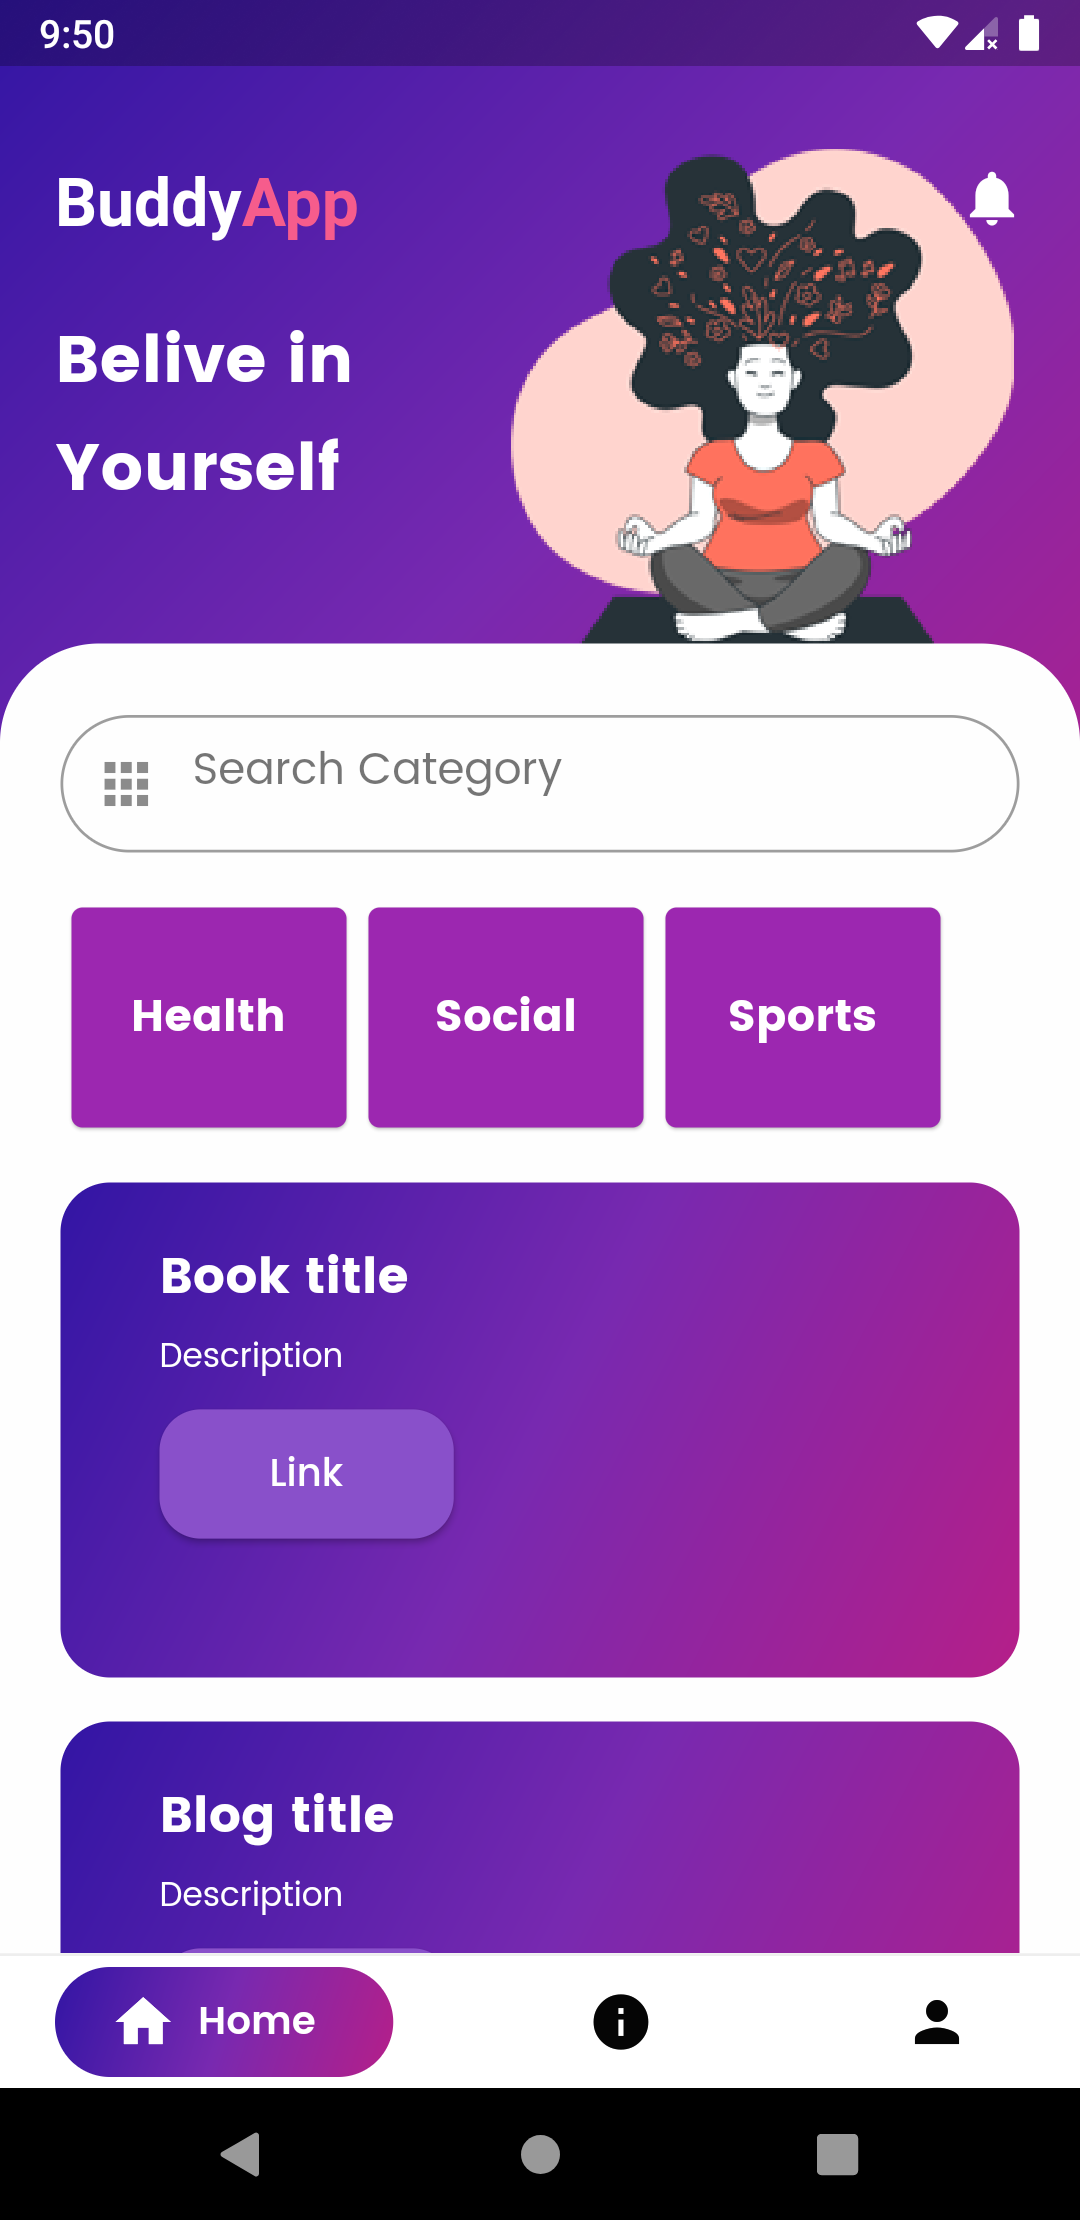 9:50
BuddyApp
Belive in
Yourself
Search Category
Health
Social
Sports
Book title
Description
Link
Blog title
Description
Home